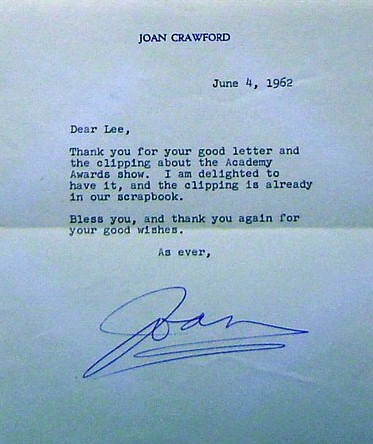 JOAN CRAWFORD
June 4, 1962
Dear Lee,
Thank you for your good letter and
the clipping about the Academy
Awards show. I am delighted to
have it, and the clipping is already
in our scrapbook.
Bless you, and thank you again for
your good wishes.
As ever,
Joan